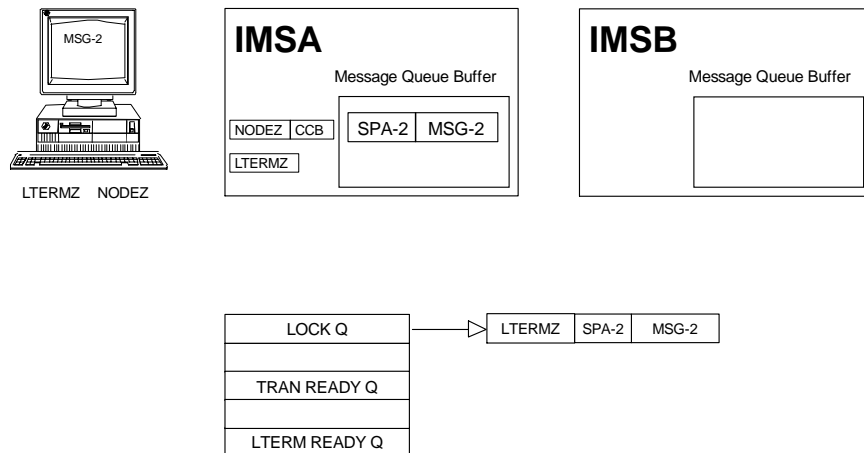 MSG-2
LTERMZ NODEZ
IMSA
Message Queue Buffer
NODEZ CCB
SPA-2 MSG-2
LTERMZ
IMSB
Message Queue Buffer
LOCK Q
LTERMZ SPA-2 MSG-2
TRAN READY Q
LTERM READY Q